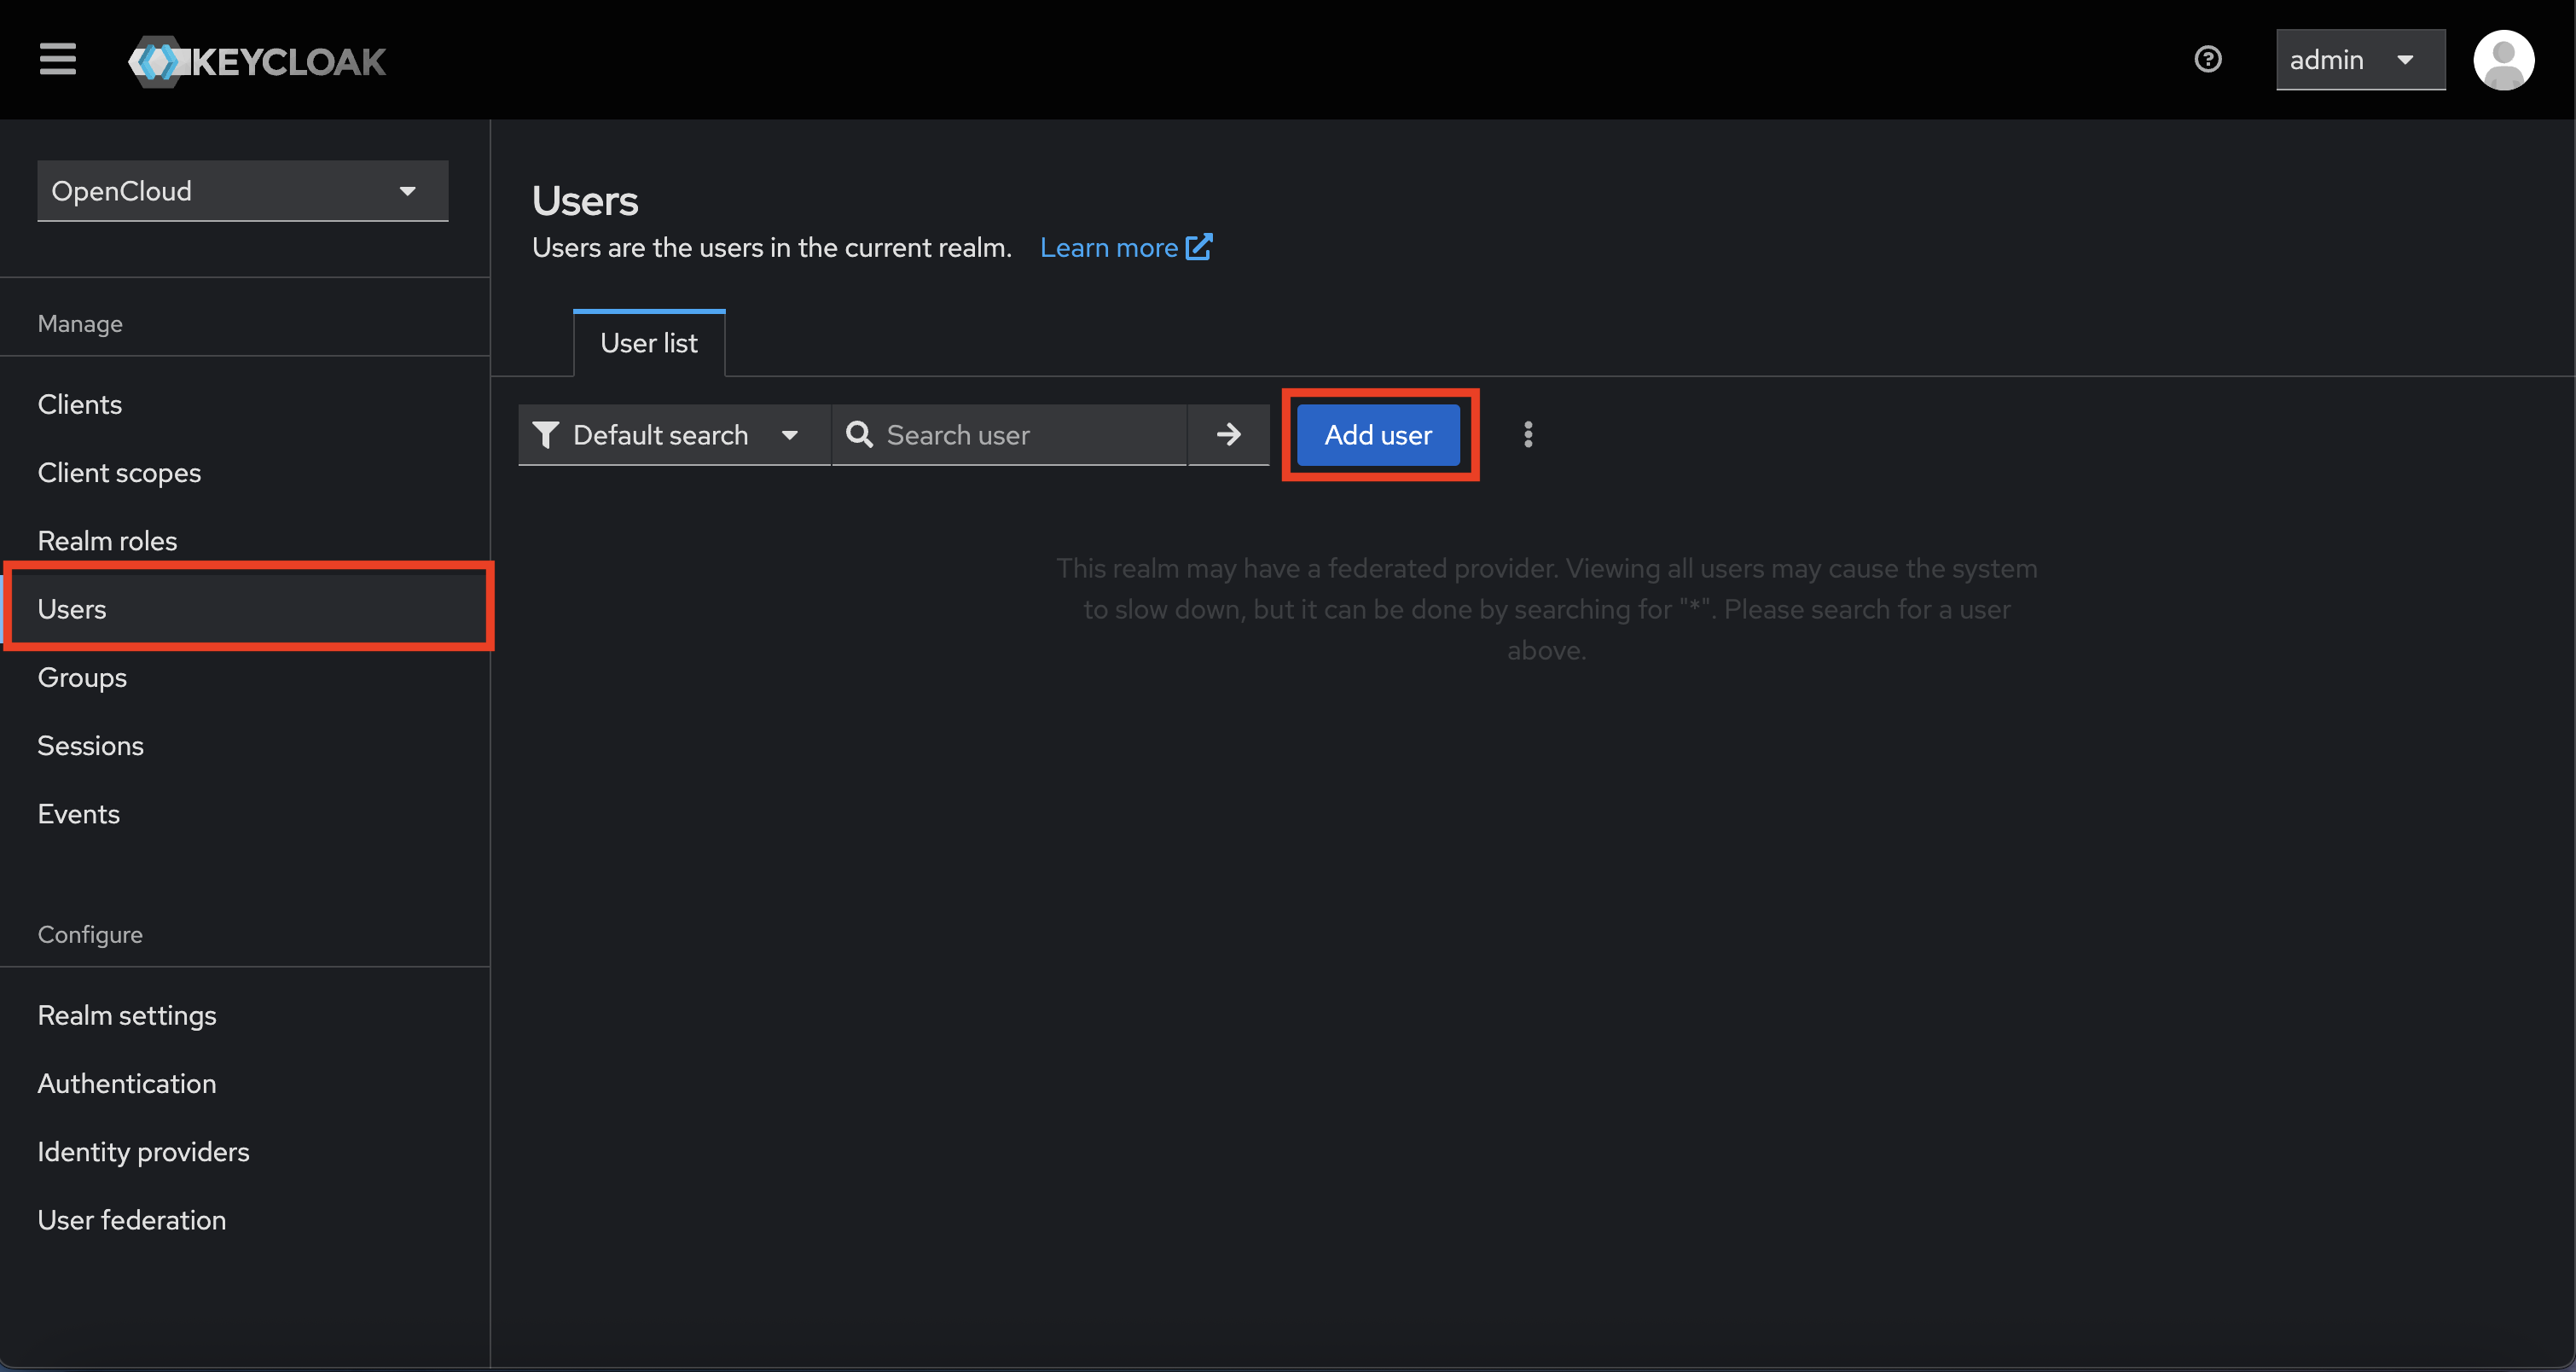 KEYCLOAK
admin
OpenCloud
Manage
Clients
Client scopes
Realm roles
Users
Groups
Sessions
Events
Configure
Realm settings
Authentication
Identity providers
User federation
Users
Users are the users in the current realm. Learn more
User list
Default search Search user Add user
This realm may have a federated provider. Viewing all users may cause the system
to slow down, but it can be done by searching for "*". Please search for a user
above.